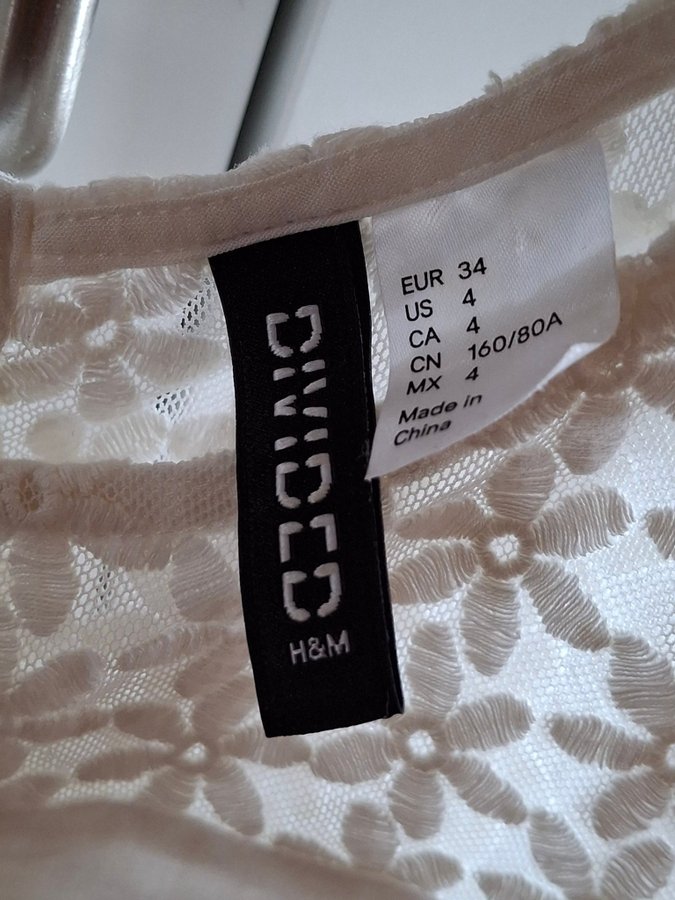 DIVIDED
H&M
EUR 34
US 4
CA 4
CN 160/80A
MX 4
Made in
China